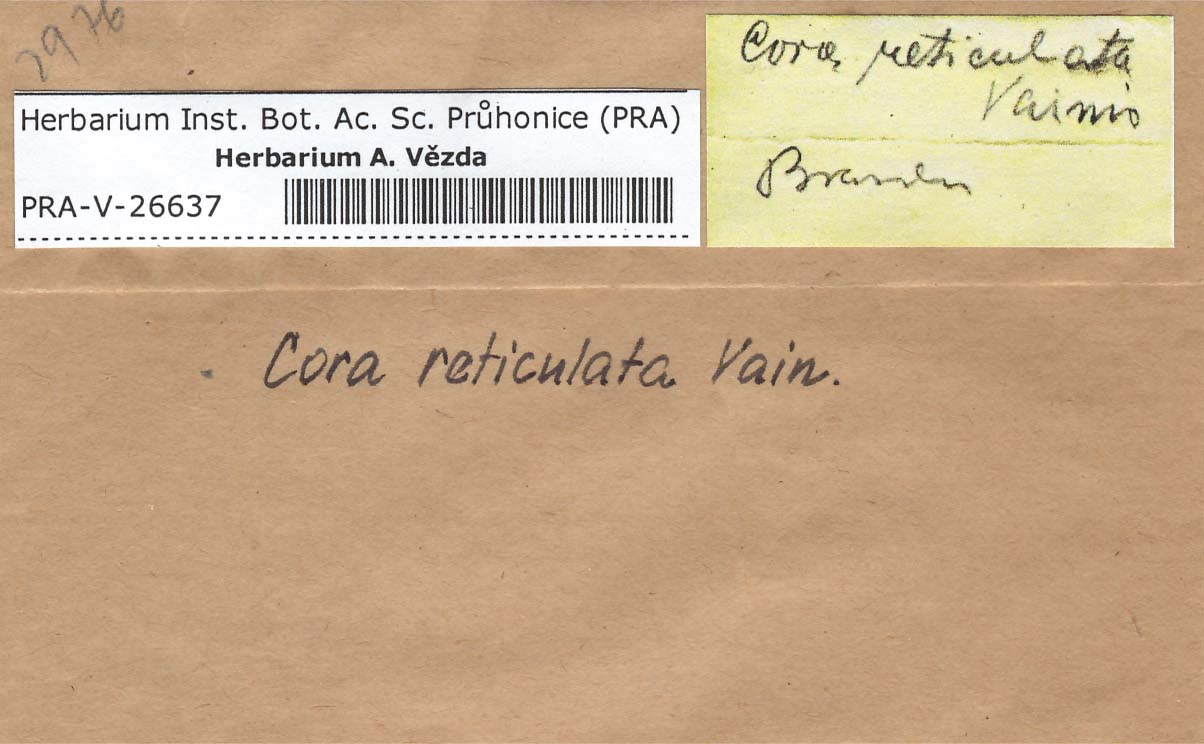 2976
Herbarium Inst. Bot. Ac. Sc. Průhonice (PRA)
Herbarium A. Vězda
PRA-V-26637
Cora reticulata
Vainio
Cora reticulata Vain.